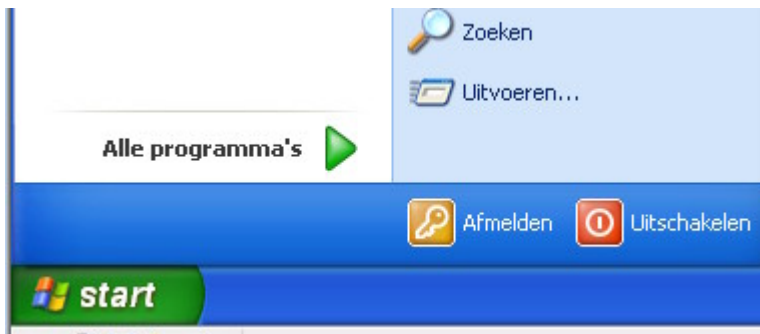 Zoeken
Uitvoeren...
Alle programma's
Afmelden Uitschakelen
start